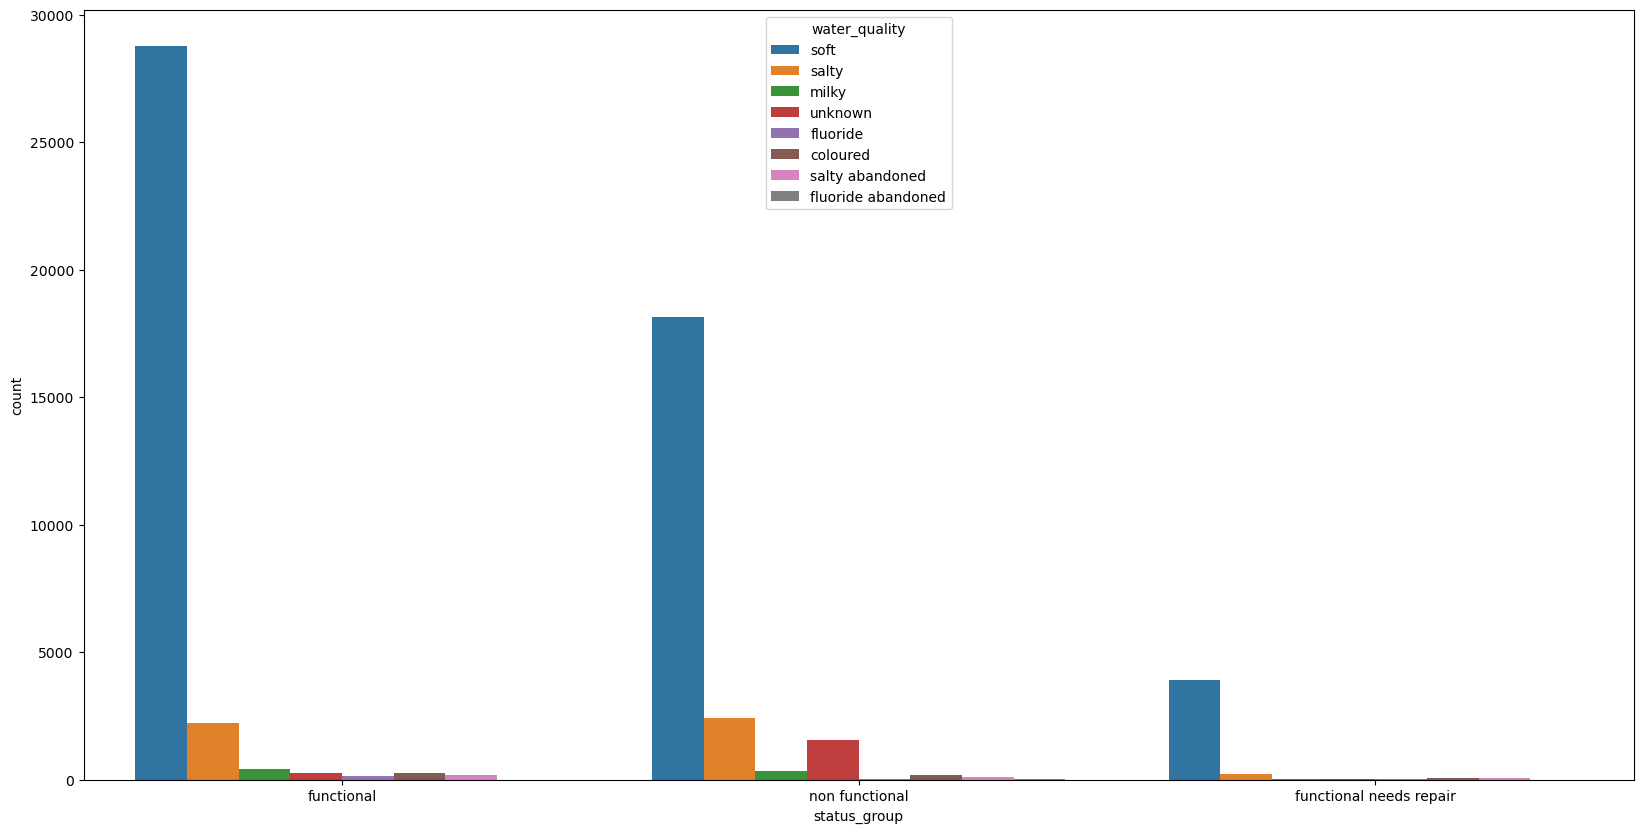 water_quality
soft
salty
milky
unknown
fluoride
coloured
salty abandoned
fluoride abandoned
30000
25000
20000
15000
10000
5000
0
count
functional
non functional
functional needs repair
status_group